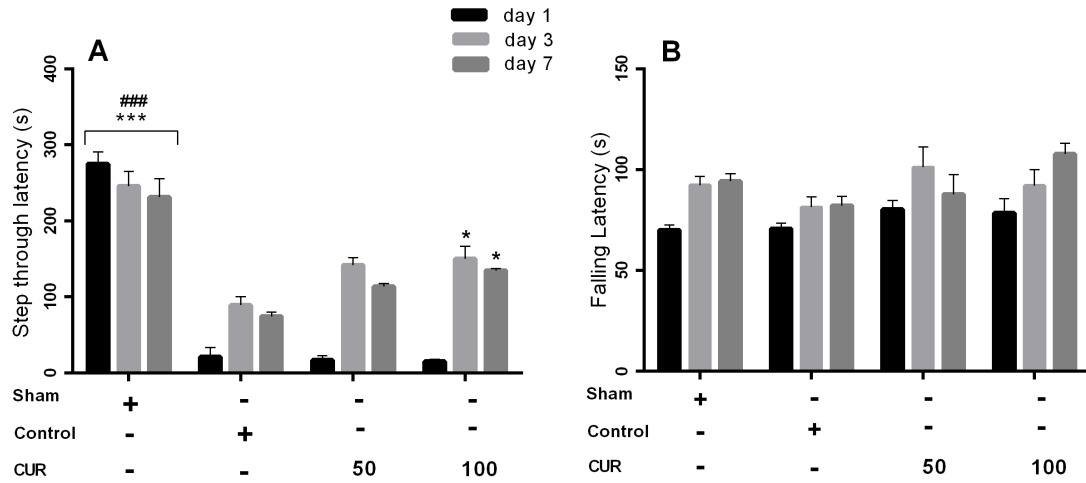 day 1
day 3
day 7
A
Step through latency (s)
400
300
200
100
0
###
***
*
*
Sham + - - -
Control - + - -
CUR - - 50 100
B
Falling Latency (s)
150
100
50
0
Sham + - - -
Control - + - -
CUR - - 50 100